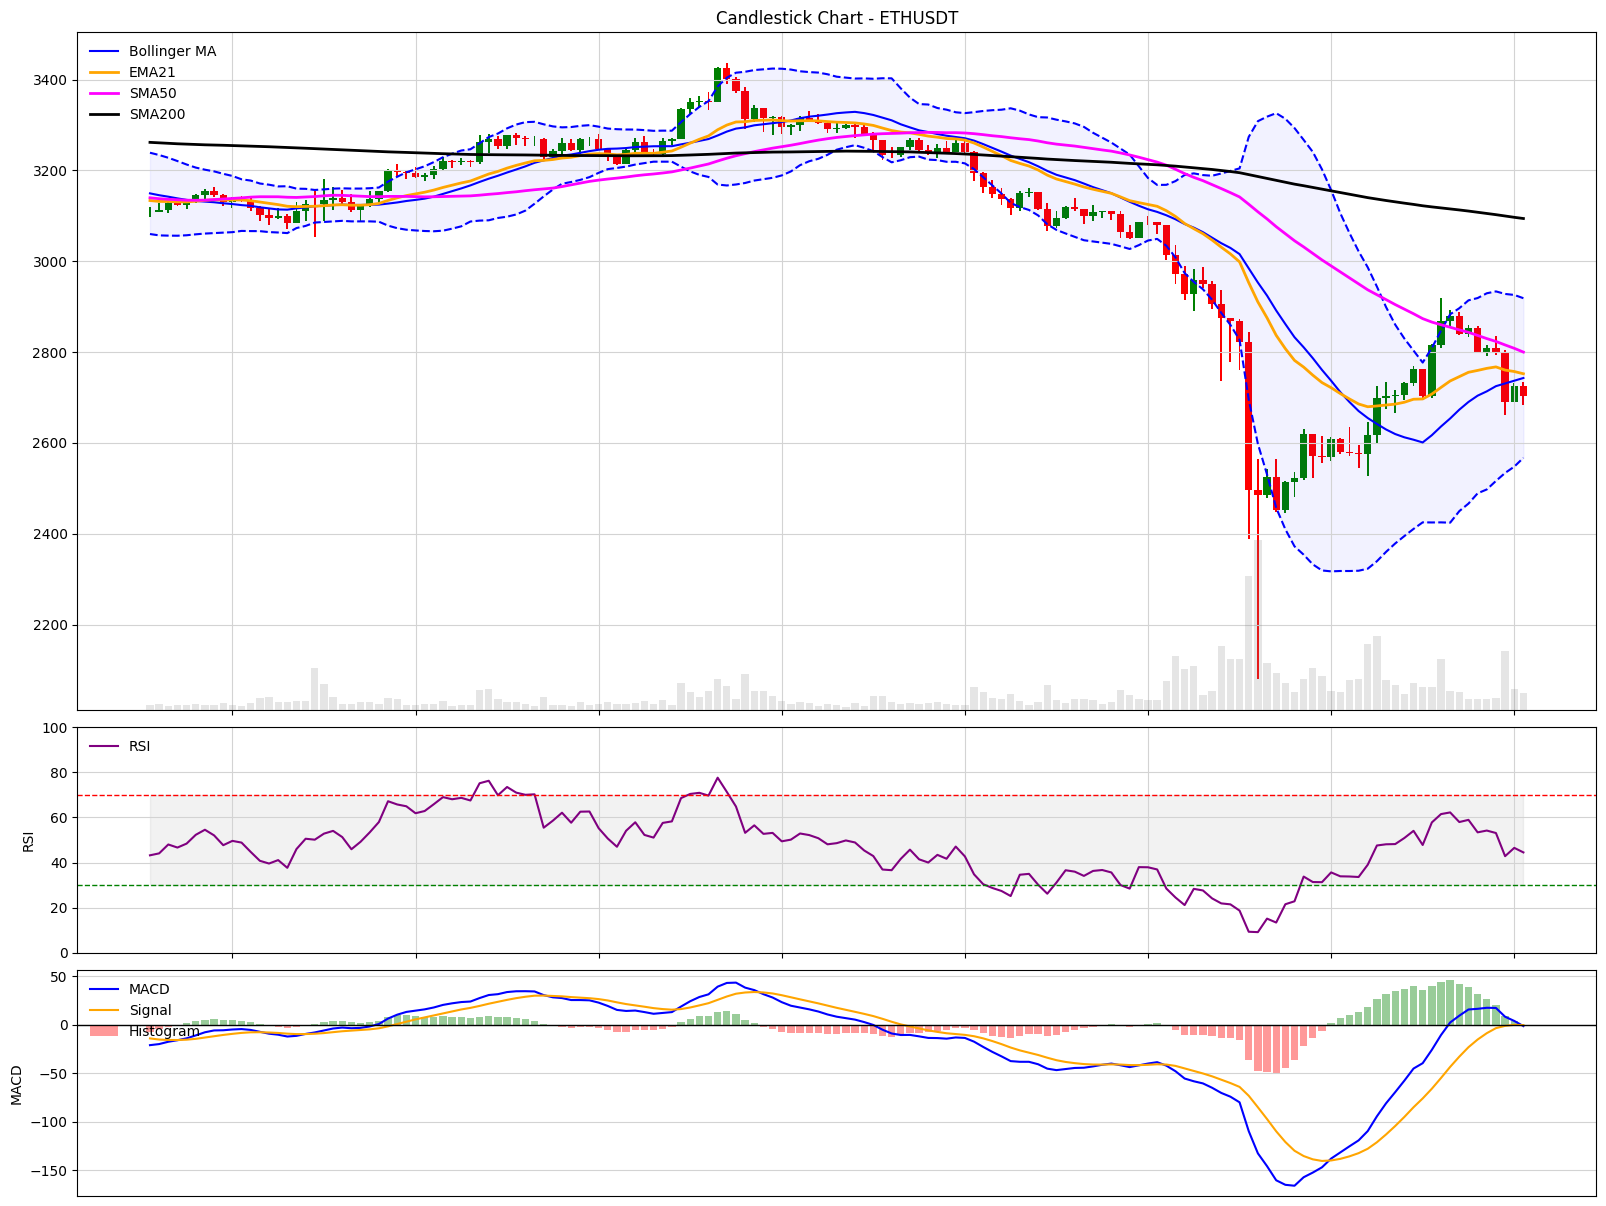 Candlestick Chart - ETHUSDT
Bollinger MA
EMA21
SMA50
SMA200
3400
3200
3000
2800
2600
2400
2200
RSI
100
80
60
40
20
0
RSI
MACD
Signal
Histogram
50
0
−50
−100
−150
MACD